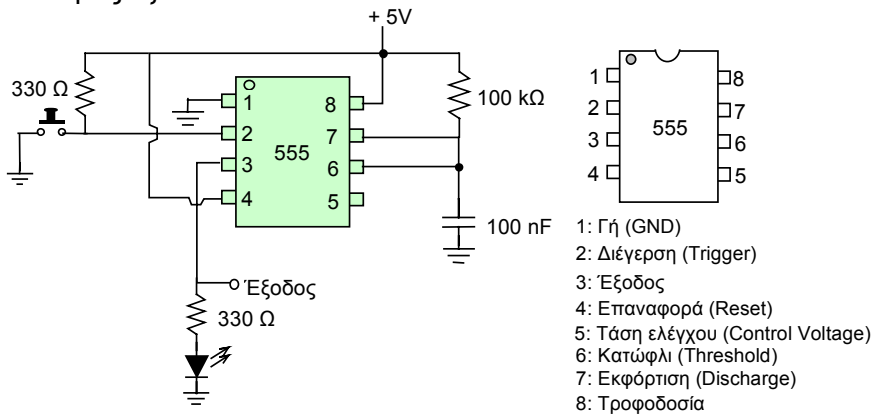 + 5V
330 Ω
100 kΩ
1
8
2
7
555
3
6
4
5
100 nF
Έξοδος
330 Ω
1
8
2
7
555
3
6
4
5
1: Γή (GND)
2: Διέγερση (Trigger)
3: Έξοδος
4: Επαναφορά (Reset)
5: Τάση ελέγχου (Control Voltage)
6: Κατώφλι (Threshold)
7: Εκφόρτιση (Discharge)
8: Τροφοδοσία